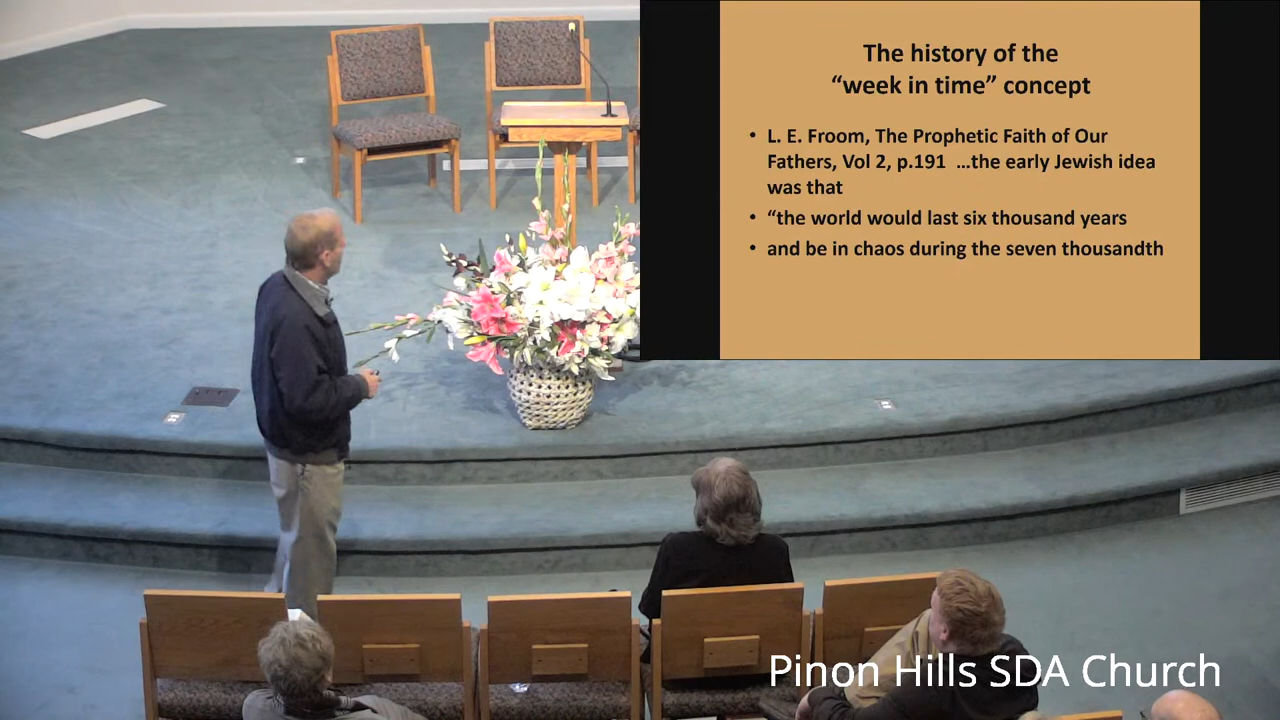 The history of the
“week in time” concept
• L. E. Froom, The Prophetic Faith of Our
Fathers, Vol 2, p.191 …the early Jewish idea
was that
• “the world would last six thousand years
• and be in chaos during the seven thousandth
Pinon Hills SDA Church